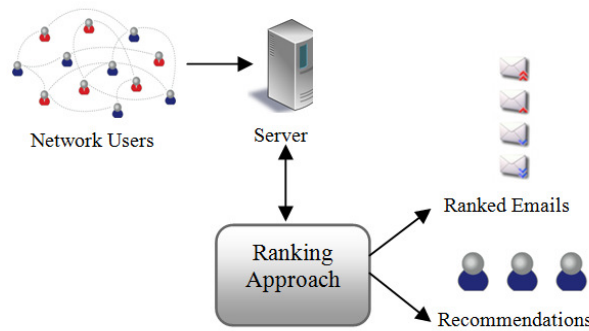 Network Users
Server
Ranked Emails
Ranking
Approach
Recommendations